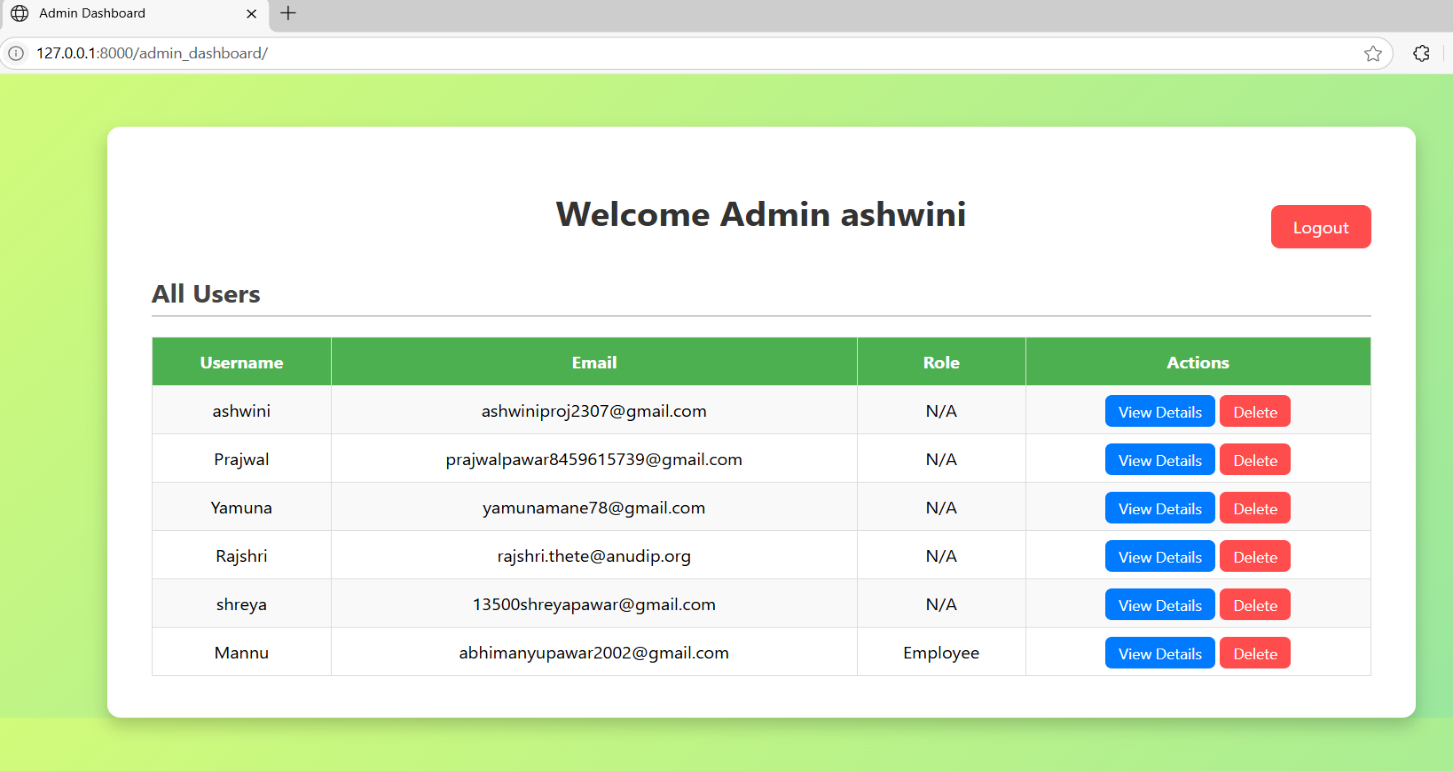 Admin Dashboard
127.0.0.1:8000/admin_dashboard/
Welcome Admin ashwini
Logout
All Users
Username Email Role Actions
ashwini ashwiniproj2307@gmail.com N/A View Details Delete
Prajwal prajwalpawar8459615739@gmail.com N/A View Details Delete
Yamuna yamunamane78@gmail.com N/A View Details Delete
Rajshri rajshri.thete@anudip.org N/A View Details Delete
shreya 13500shreyapawar@gmail.com N/A View Details Delete
Mannu abhimanyupawar2002@gmail.com Employee View Details Delete